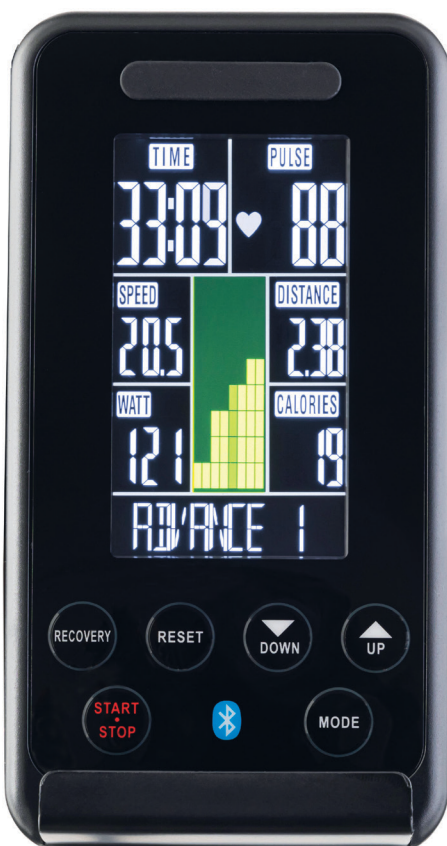 TIME PULSE
33:09 88
SPEED DISTANCE
20.5 2.38
WATT CALORIES
121 19
ADVANCE 1
RECOVERY RESET DOWN UP
START STOP MODE